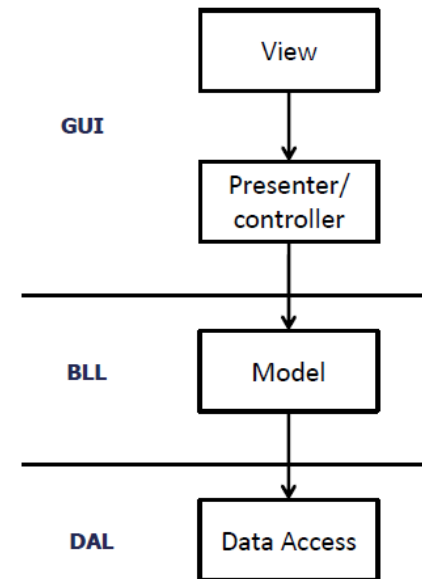 View
GUI
Presenter/
controller
BLL
Model
DAL
Data Access